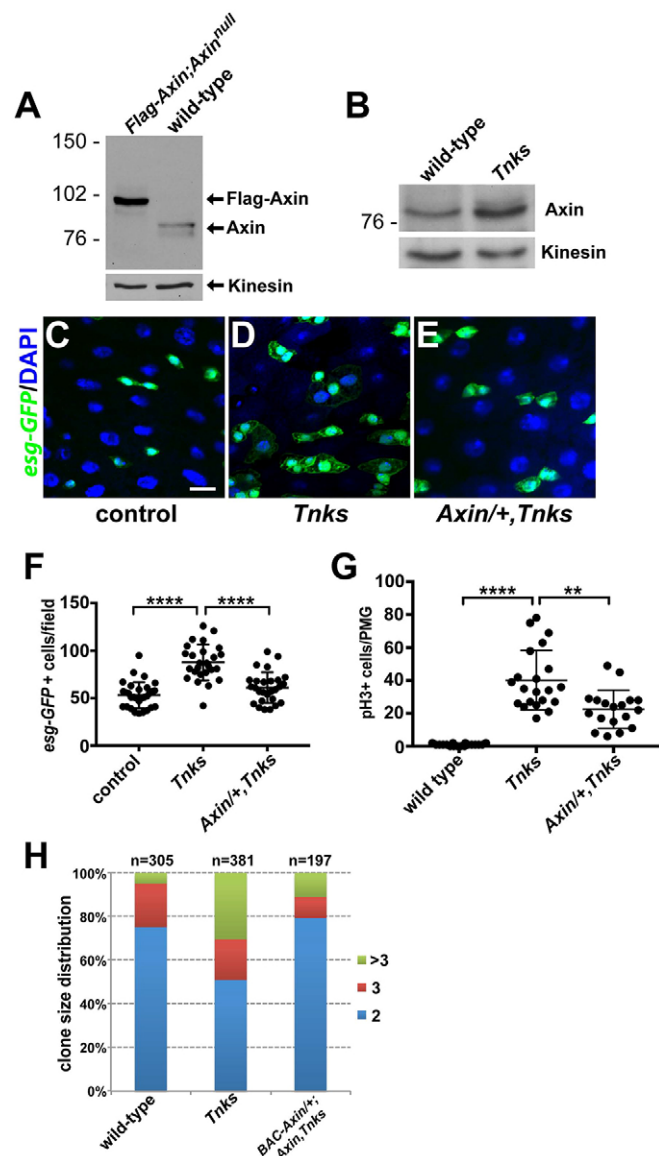 A
Flag-Axin;Axin^null
wild-type
150 -
102 -
76 -
Flag-Axin
Axin
Kinesin
B
wild-type
Tnks
76 -
Axin
Kinesin
esg-GFP/DAPI
C
D
E
control
Tnks
Axin/+,Tnks
F
esg-GFP + cells/field
150
100
50
0
****
****
control
Tnks
Axin/+,Tnks
G
pH3+ cells/PMG
100
80
60
40
20
0
****
**
wild type
Tnks
Axin/+,Tnks
H
clone size distribution
n=305
n=381
n=197
100%
80%
60%
40%
20%
0%
>3
3
2
wild-type
Tnks
BAC-Axin/+;
Axin,Tnks